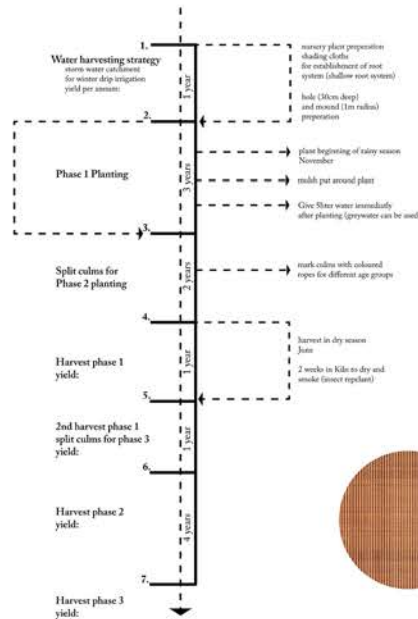 1.
Water harvesting strategy
storm water catchment
for winter drip irrigation
yield per annum:
1 year
nursery plant preparation
shading cloths
for establishment of root
system (shallow root system)
hole (30cm deep)
and mound (1m radius)
preperation
2.
Phase 1 Planting
3 years
plant beginning of rainy season
November
mulsh put around plant
Give 5liter water immediately
after planting (greywater can be used
3.
Split culms for
Phase 2 planting
2 years
mark culms with coloured
ropes for different age groups
4.
Harvest phase 1
yield:
1 year
harvest in dry season
June
2 weeks in Kiln to dry and
smoke (insect repelant)
5.
2nd harvest phase 1
split culms for phase 3
yield:
1 year
6.
Harvest phase 2
yield:
4 years
7.
Harvest phase 3
yield: